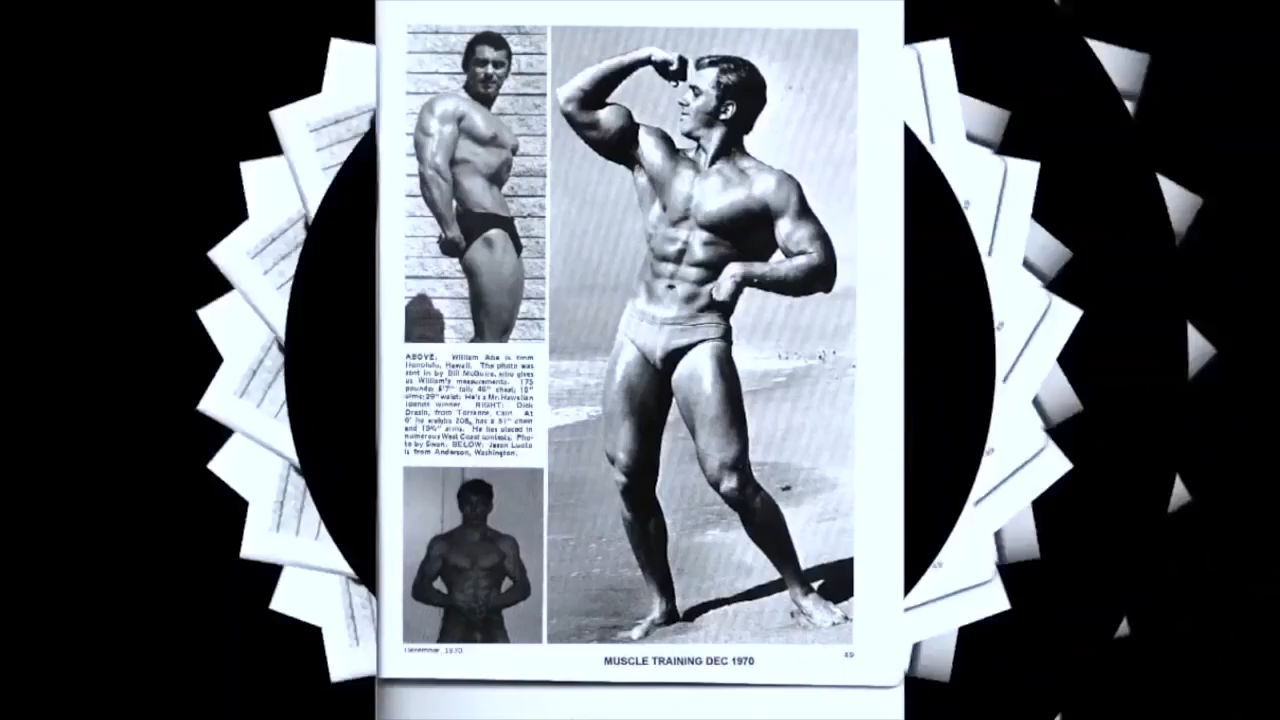 ABOVE: William Abe is from
Honolulu, Hawaii. The photo was
sent in by Bill McGuire, who gives
us William's measurements. 175
pounds; 5'7" tall; 46" chest; 18"
arms; 29" waist. He's a Mr. Hawaiian
Islands winner. RIGHT: Dick
from Torrance, Calif. At
6' he weighs 208, has a 51" chest
and 19½" arms. He has placed in
numerous West Coast contests. Pho-
to by Swan. BELOW: Jason
is from Anderson, Washington.
December, 1970
49
MUSCLE TRAINING DEC 1970